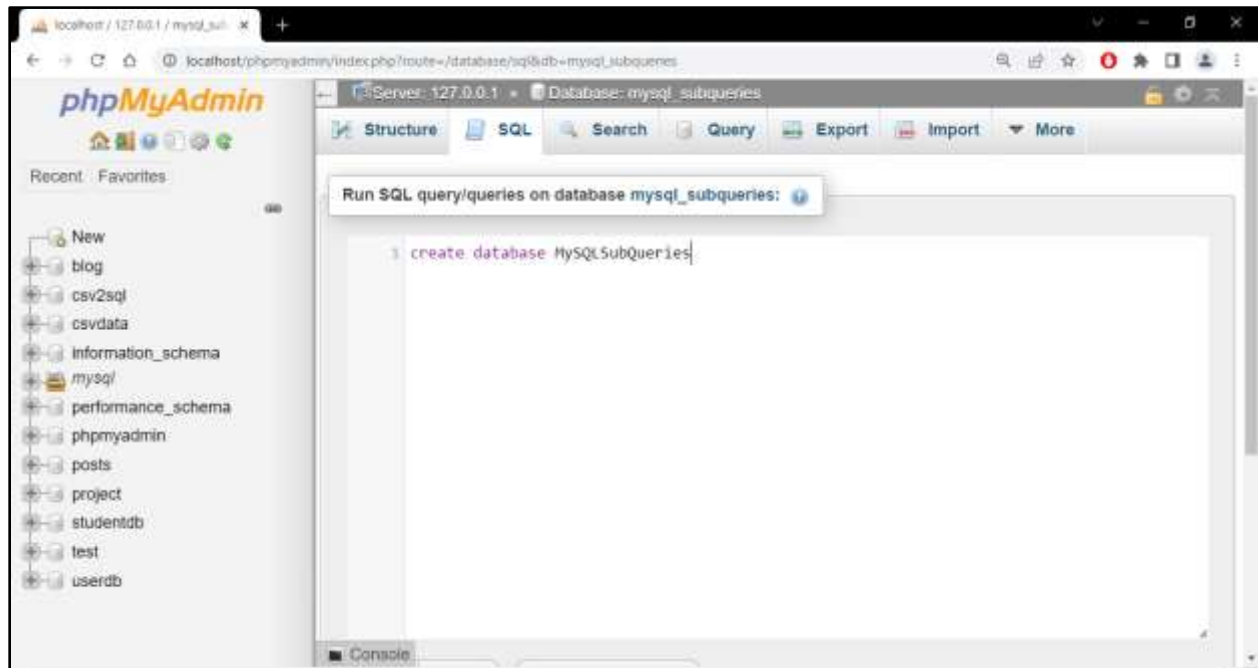 localhost / 127.0.0.1 / mysql_sub
localhost/phpmyadmin/index.php?route=/database/sql&db=mysql_subqueries
phpMyAdmin
Server: 127.0.0.1 » Database: mysql_subqueries
Structure SQL Search Query Export Import More
Recent Favorites
Run SQL query/queries on database mysql_subqueries:
1 create database MySQLSubQueries
New
blog
csv2sql
csvdata
information_schema
mysql
performance_schema
phpmyadmin
posts
project
studentdb
test
userdb
Console